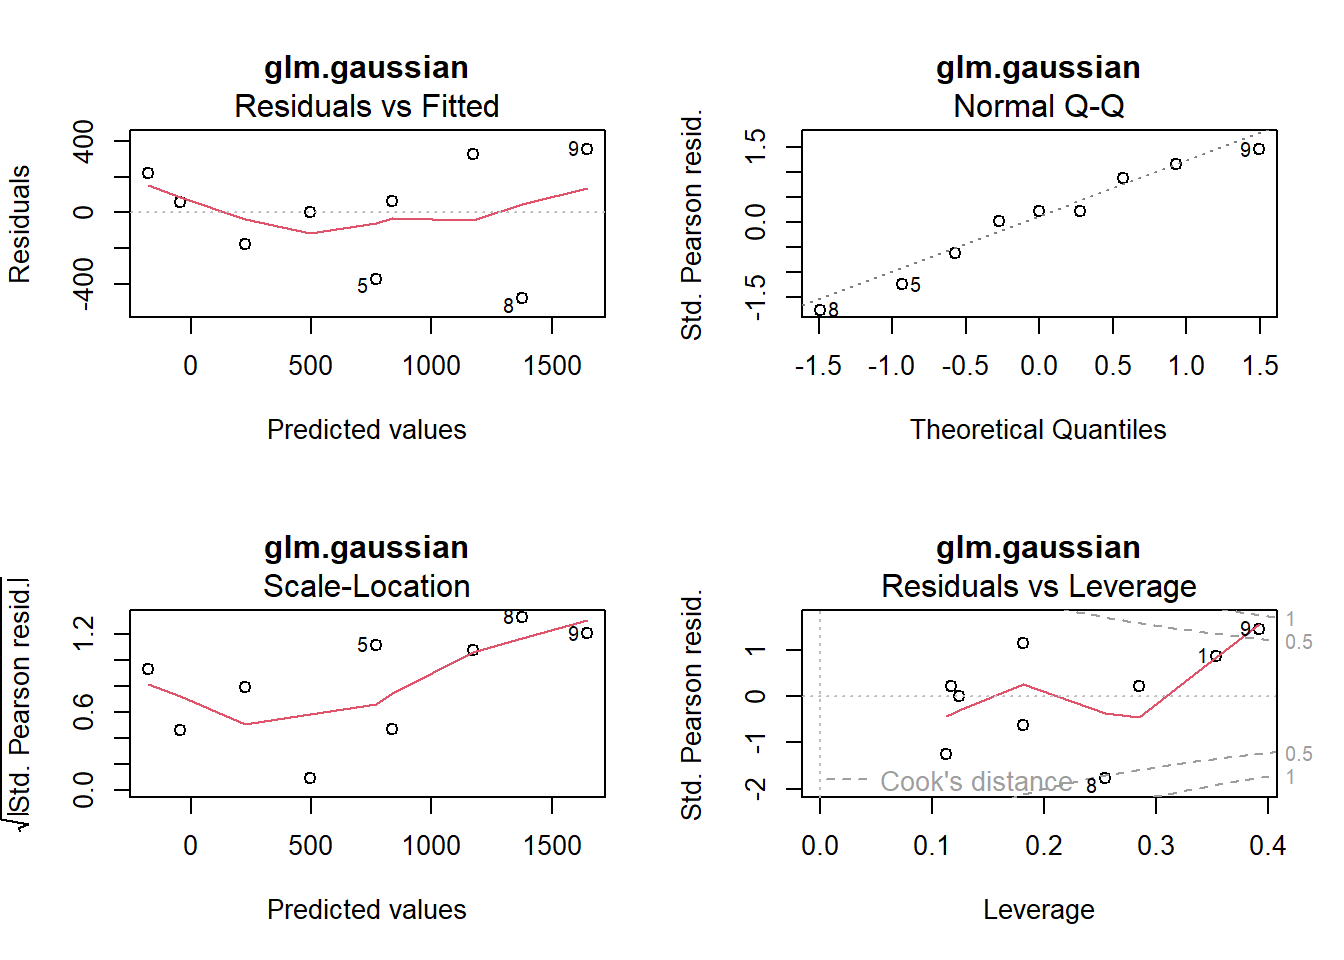 glm.gaussian
Residuals vs Fitted
Residuals
-400 0 400
9
5
8
0 500 1000 1500
Predicted values
glm.gaussian
Normal Q-Q
Std. Pearson resid.
-1.5 0.0 1.5
9
5
8
-1.5 -1.0 -0.5 0.0 0.5 1.0 1.5
Theoretical Quantiles
glm.gaussian
Scale-Location
√|Std. Pearson resid.|
0.0 0.6 1.2
8
5
9
0 500 1000 1500
Predicted values
glm.gaussian
Residuals vs Leverage
Std. Pearson resid.
-2 -1 0 1
1
0.5
9
1
0.5
1
8
Cook's distance
0.0 0.1 0.2 0.3 0.4
Leverage